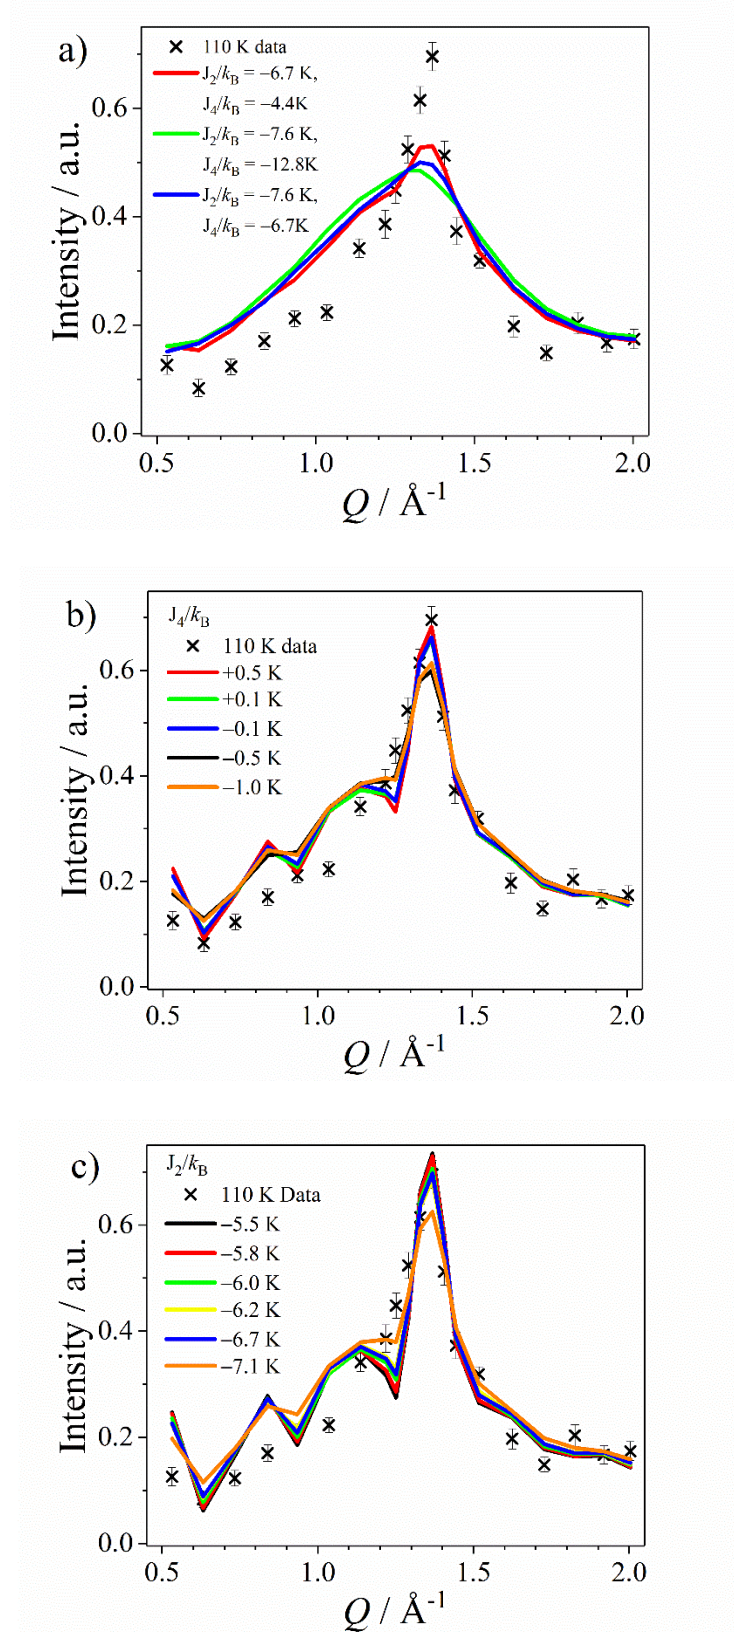 a)
110 K data
J₂/kB = −6.7 K,
J₄/kB = −4.4K
J₂/kB = −7.6 K,
J₄/kB = −12.8K
J₂/kB = −7.6 K,
J₄/kB = −6.7K
Intensity / a.u.
0.6
0.4
0.2
0.0
0.5 1.0 1.5 2.0
Q / Å⁻¹
b)
J₄/kB
110 K data
+0.5 K
+0.1 K
−0.1 K
−0.5 K
−1.0 K
Intensity / a.u.
0.6
0.4
0.2
0.0
0.5 1.0 1.5 2.0
Q / Å⁻¹
c)
J₂/kB
110 K Data
−5.5 K
−5.8 K
−6.0 K
−6.2 K
−6.7 K
−7.1 K
Intensity / a.u.
0.6
0.4
0.2
0.0
0.5 1.0 1.5 2.0
Q / Å⁻¹